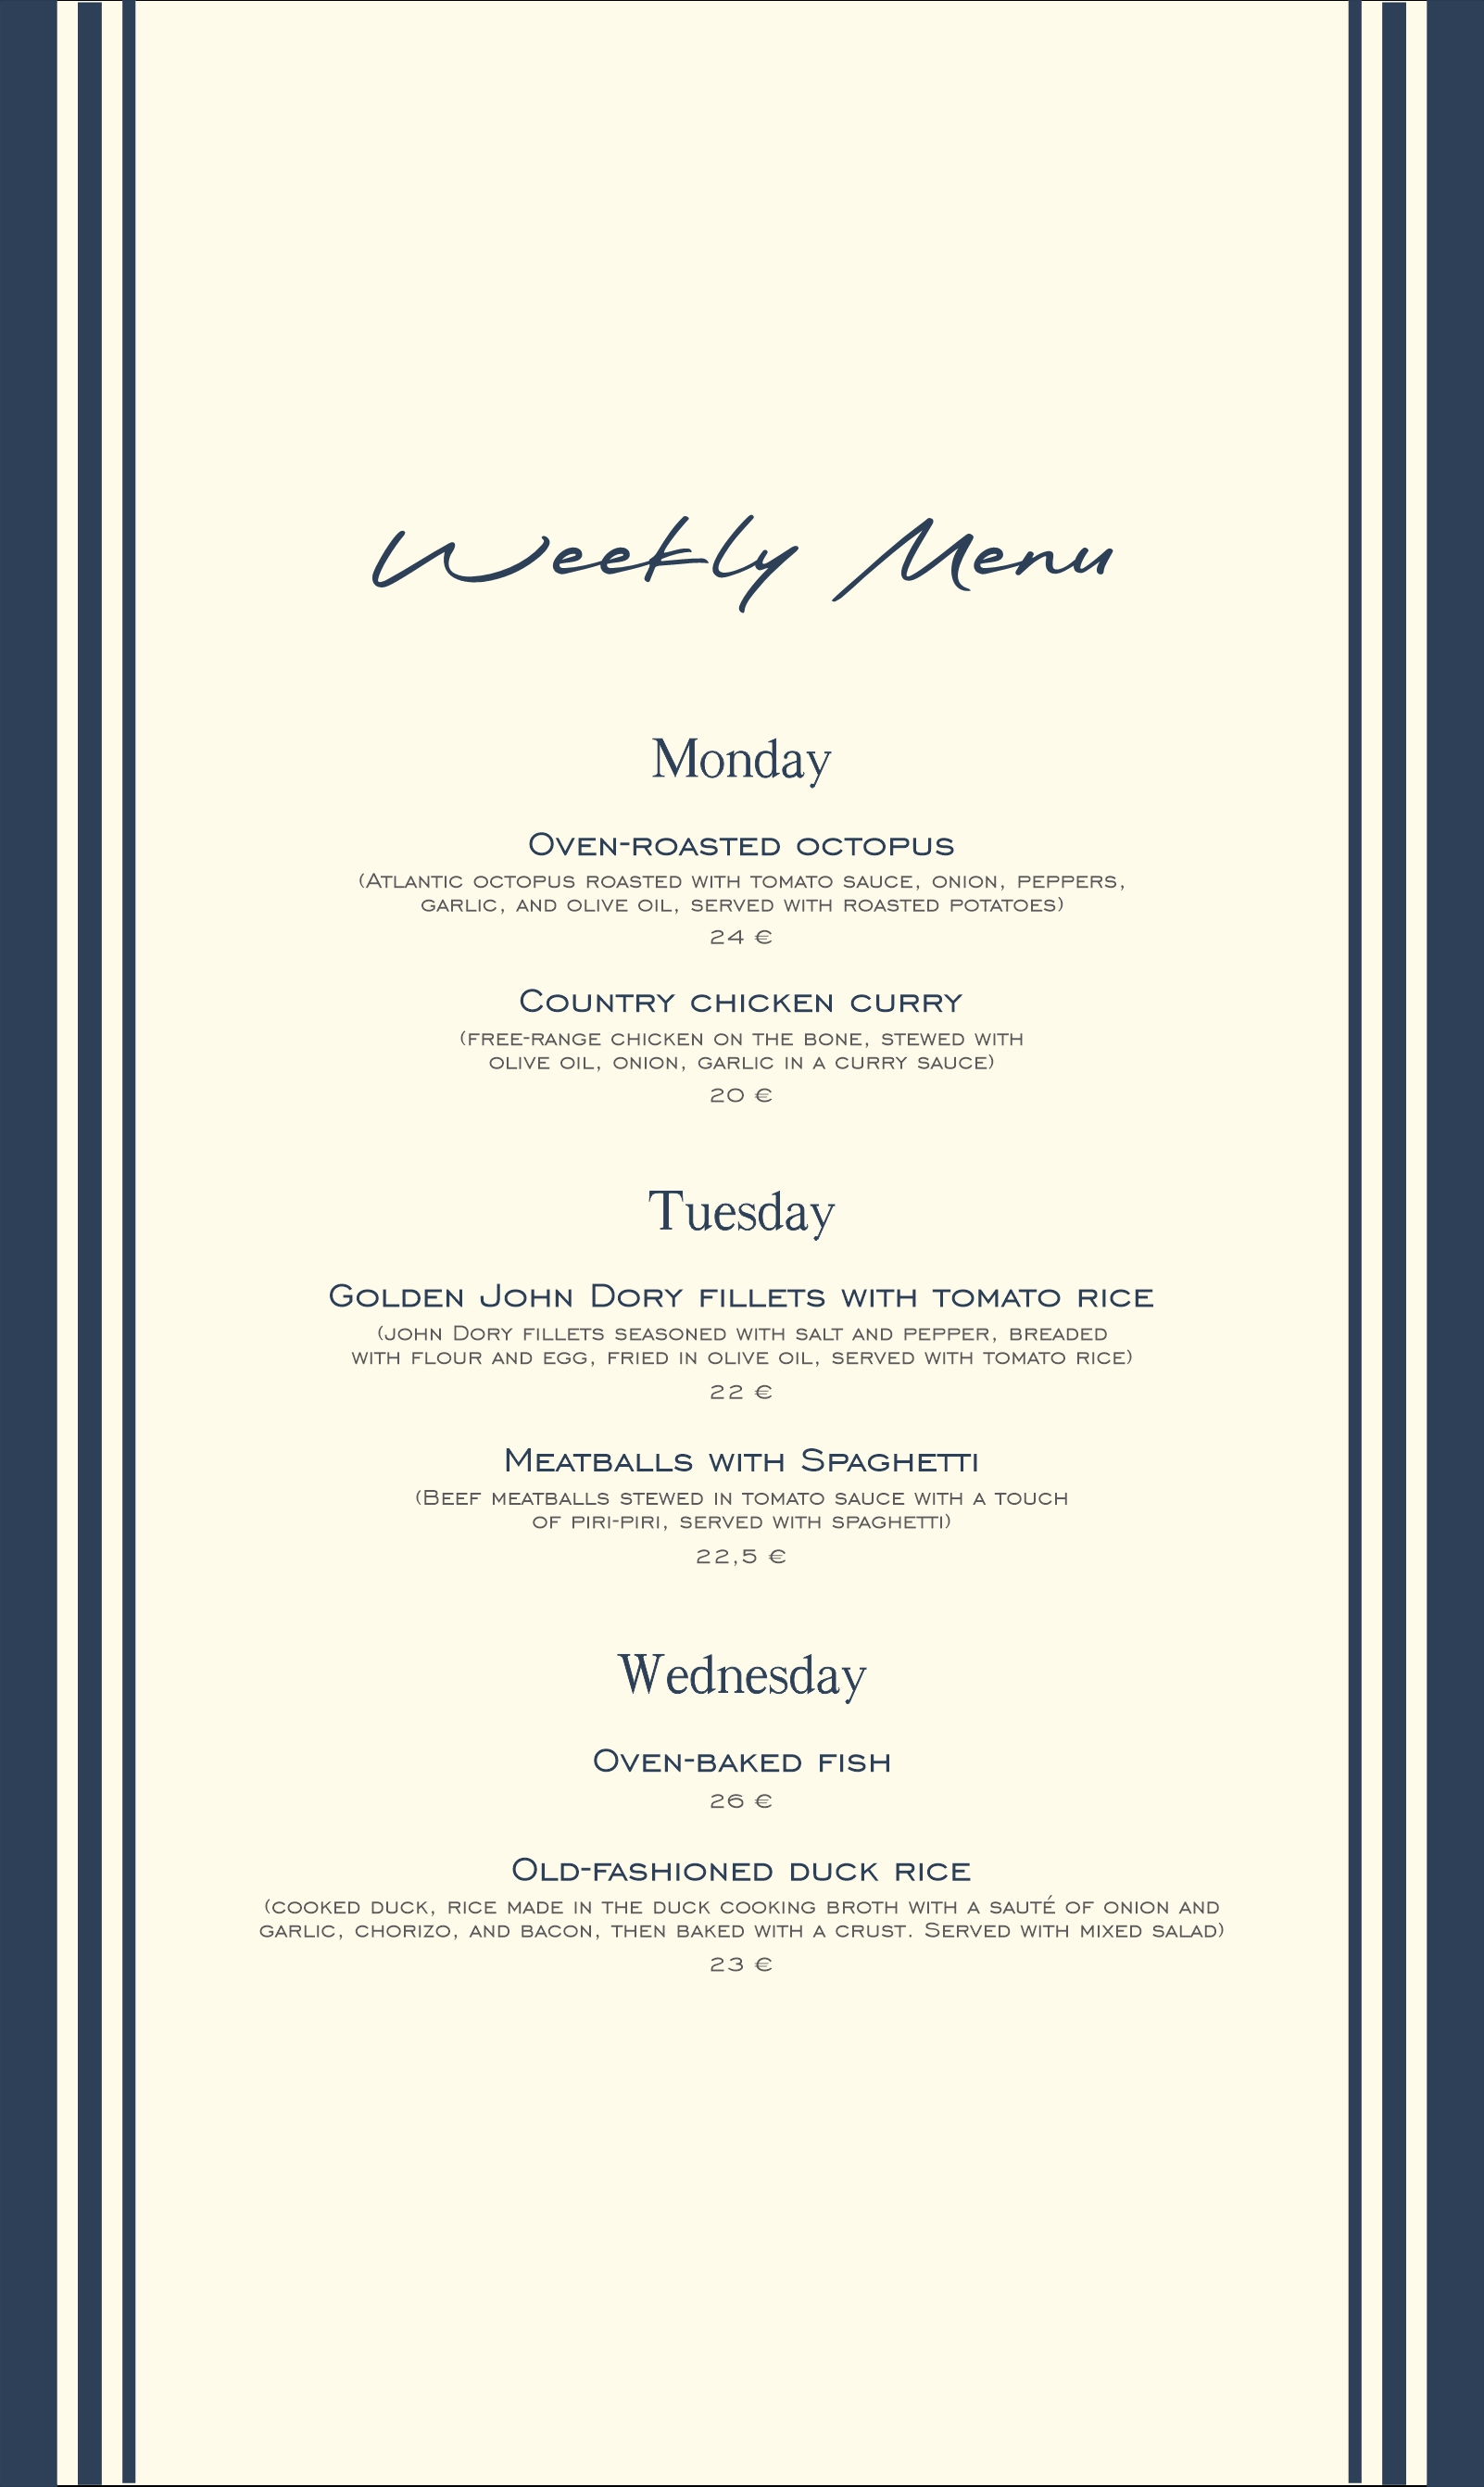 Weekly Menu
Monday
Oven-roasted octopus
(Atlantic octopus roasted with tomato sauce, onion, peppers,
garlic, and olive oil, served with roasted potatoes)
24 €
Country chicken curry
(free-range chicken on the bone, stewed with
olive oil, onion, garlic in a curry sauce)
20 €
Tuesday
Golden John Dory fillets with tomato rice
(john Dory fillets seasoned with salt and pepper, breaded
with flour and egg, fried in olive oil, served with tomato rice)
22 €
Meatballs with Spaghetti
(Beef meatballs stewed in tomato sauce with a touch
of piri-piri, served with spaghetti)
22,5 €
Wednesday
Oven-baked fish
26 €
Old-fashioned duck rice
(cooked duck, rice made in the duck cooking broth with a sauté of onion and
garlic, chorizo, and bacon, then baked with a crust. Served with mixed salad)
23 €